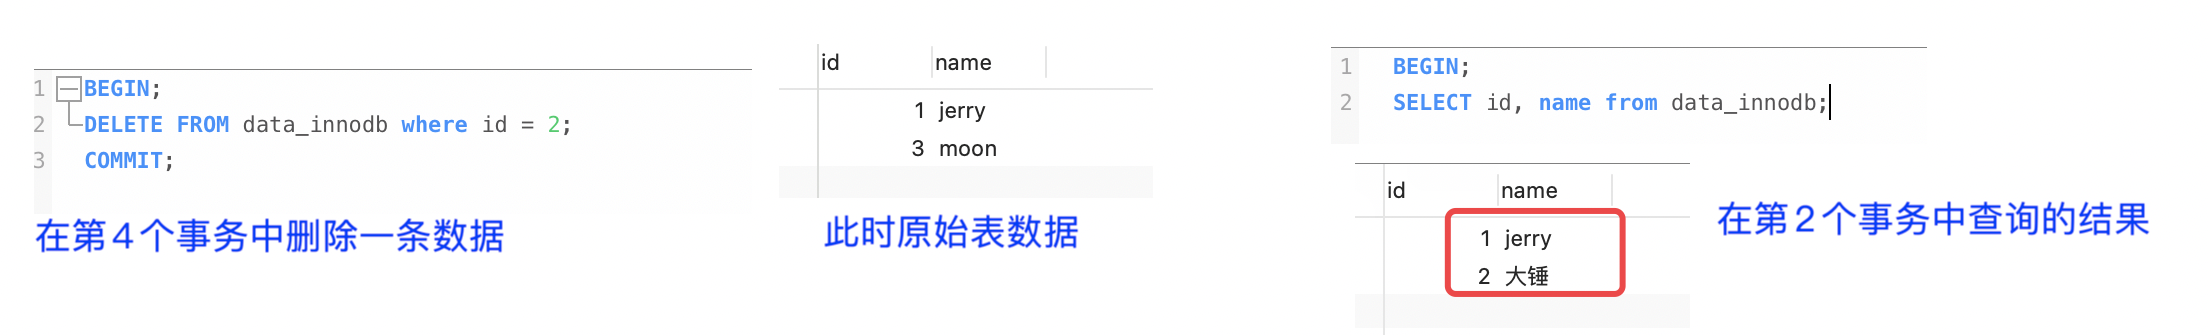 1 BEGIN;
2 DELETE FROM data_innodb where id = 2;
3 COMMIT;
在第4个事务中删除一条数据
id name
1 jerry
3 moon
此时原始表数据
1 BEGIN;
2 SELECT id, name from data_innodb;
id name
1 jerry
2 大锤
在第2个事务中查询的结果